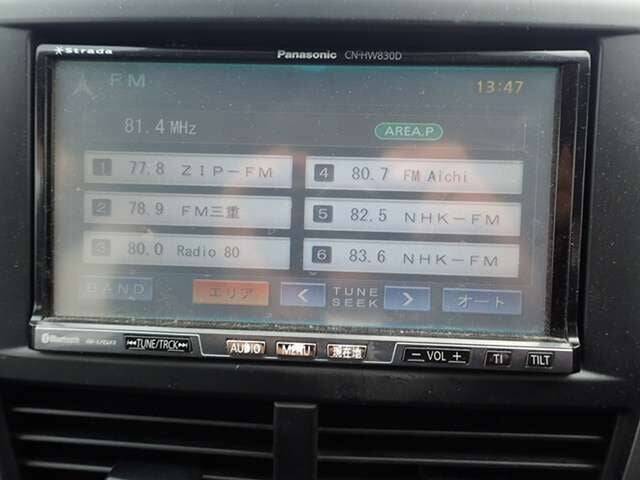 Strada Panasonic CN-HW830D
FM 13:47
81.4 MHz AREA.P
1 77.8 ZIP-FM 4 80.7 FM Aichi
2 78.9 FM三重 5 82.5 NHK-FM
3 80.0 Radio 80 6 83.6 NHK-FM
BAND エリア < TUNE SEEK > オート
Bluetooth TUNE/TRCK AUDIO MENU 現在地 - VOL + TI TILT